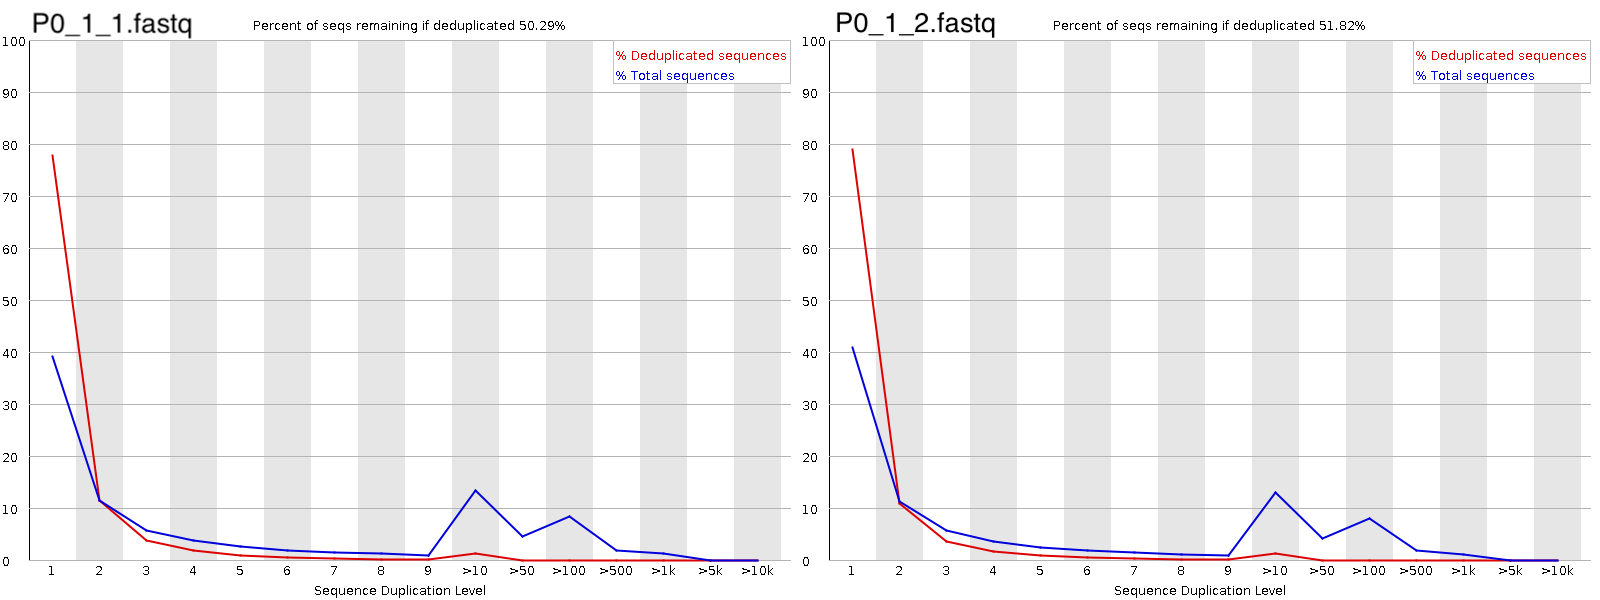 P0_1_1.fastq
Percent of seqs remaining if deduplicated 50.29%
% Deduplicated sequences
% Total sequences
100
90
80
70
60
50
40
30
20
10
0
1 2 3 4 5 6 7 8 9 >10 >50 >100 >500 >1k >5k >10k
Sequence Duplication Level
P0_1_2.fastq
Percent of seqs remaining if deduplicated 51.82%
% Deduplicated sequences
% Total sequences
100
90
80
70
60
50
40
30
20
10
0
1 2 3 4 5 6 7 8 9 >10 >50 >100 >500 >1k >5k >10k
Sequence Duplication Level